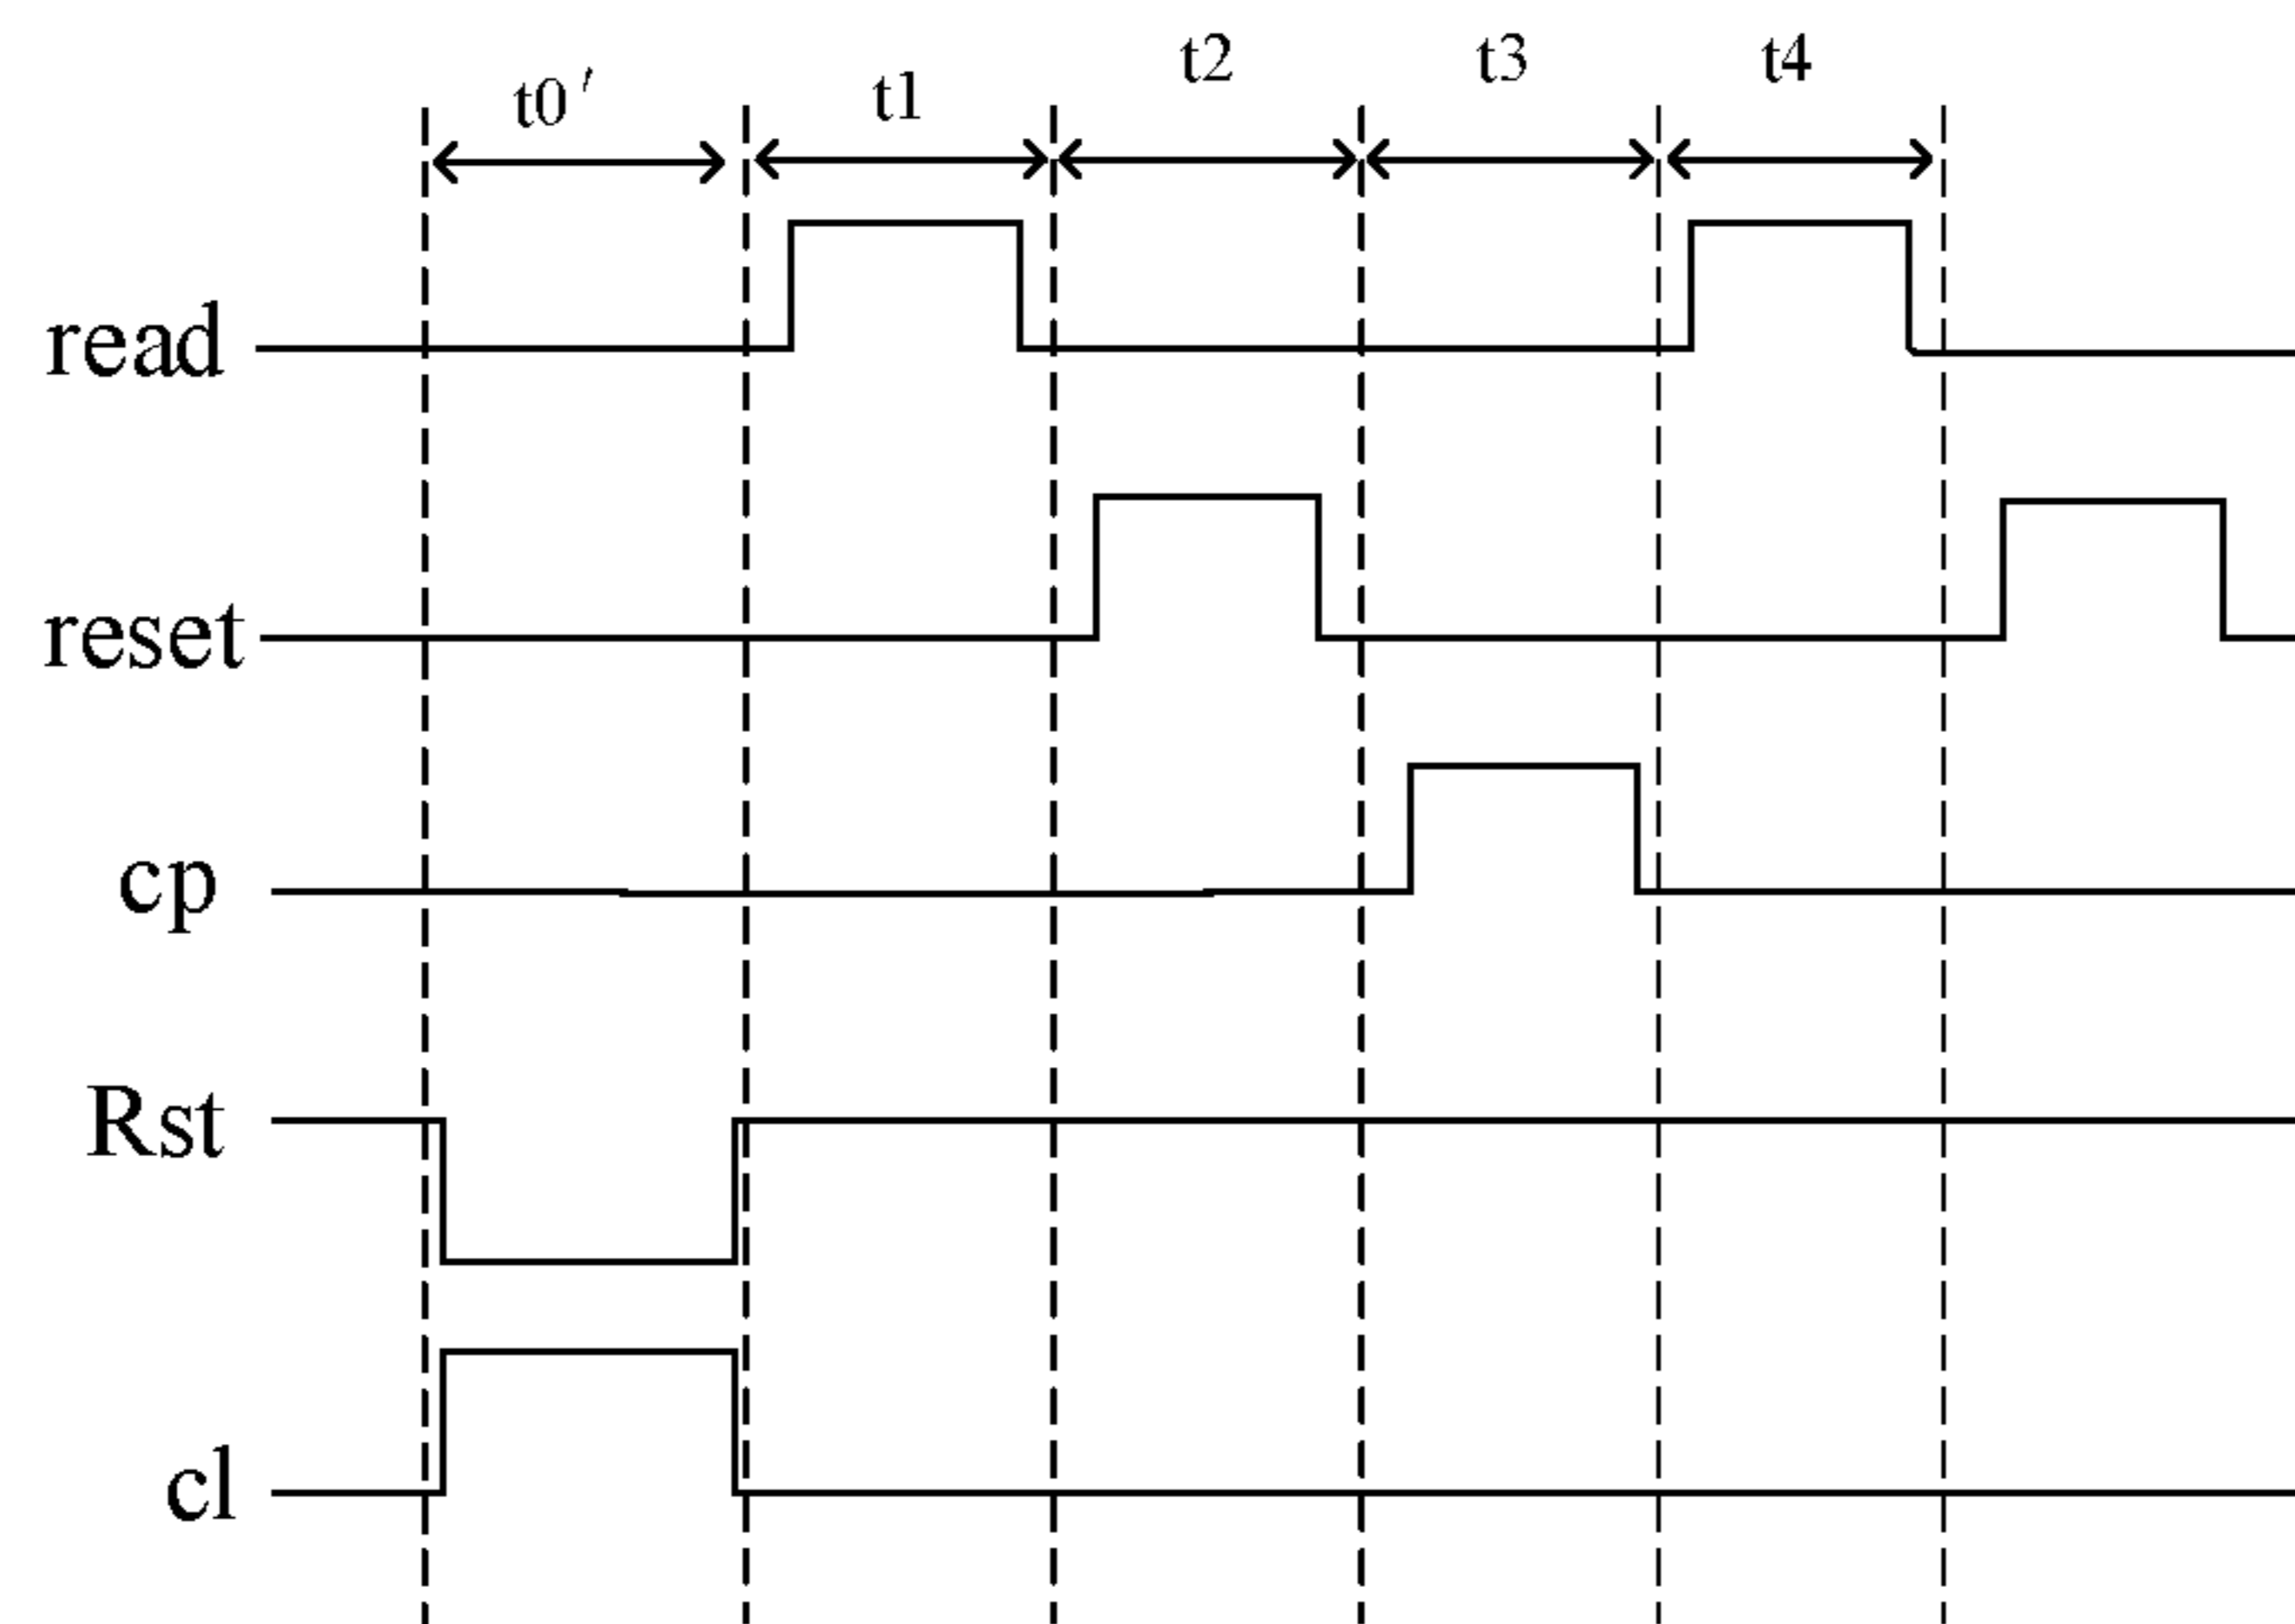 t0′ t1 t2 t3 t4
read
reset
cp
Rst
cl